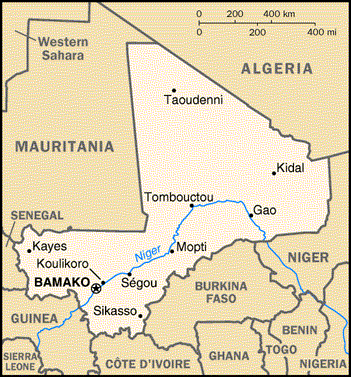 0 200 400 km
0 200 400 mi
Western
Sahara
ALGERIA
Taoudenni
MAURITANIA
Kidal
Tombouctou
Gao
SENEGAL
Kayes
Niger
Mopti
NIGER
Koulikoro
BAMAKO
Ségou
BURKINA
FASO
Sikasso
GUINEA
BENIN
SIERRA
LEONE
CÔTE D'IVOIRE
GHANA
TOGO
NIGERIA